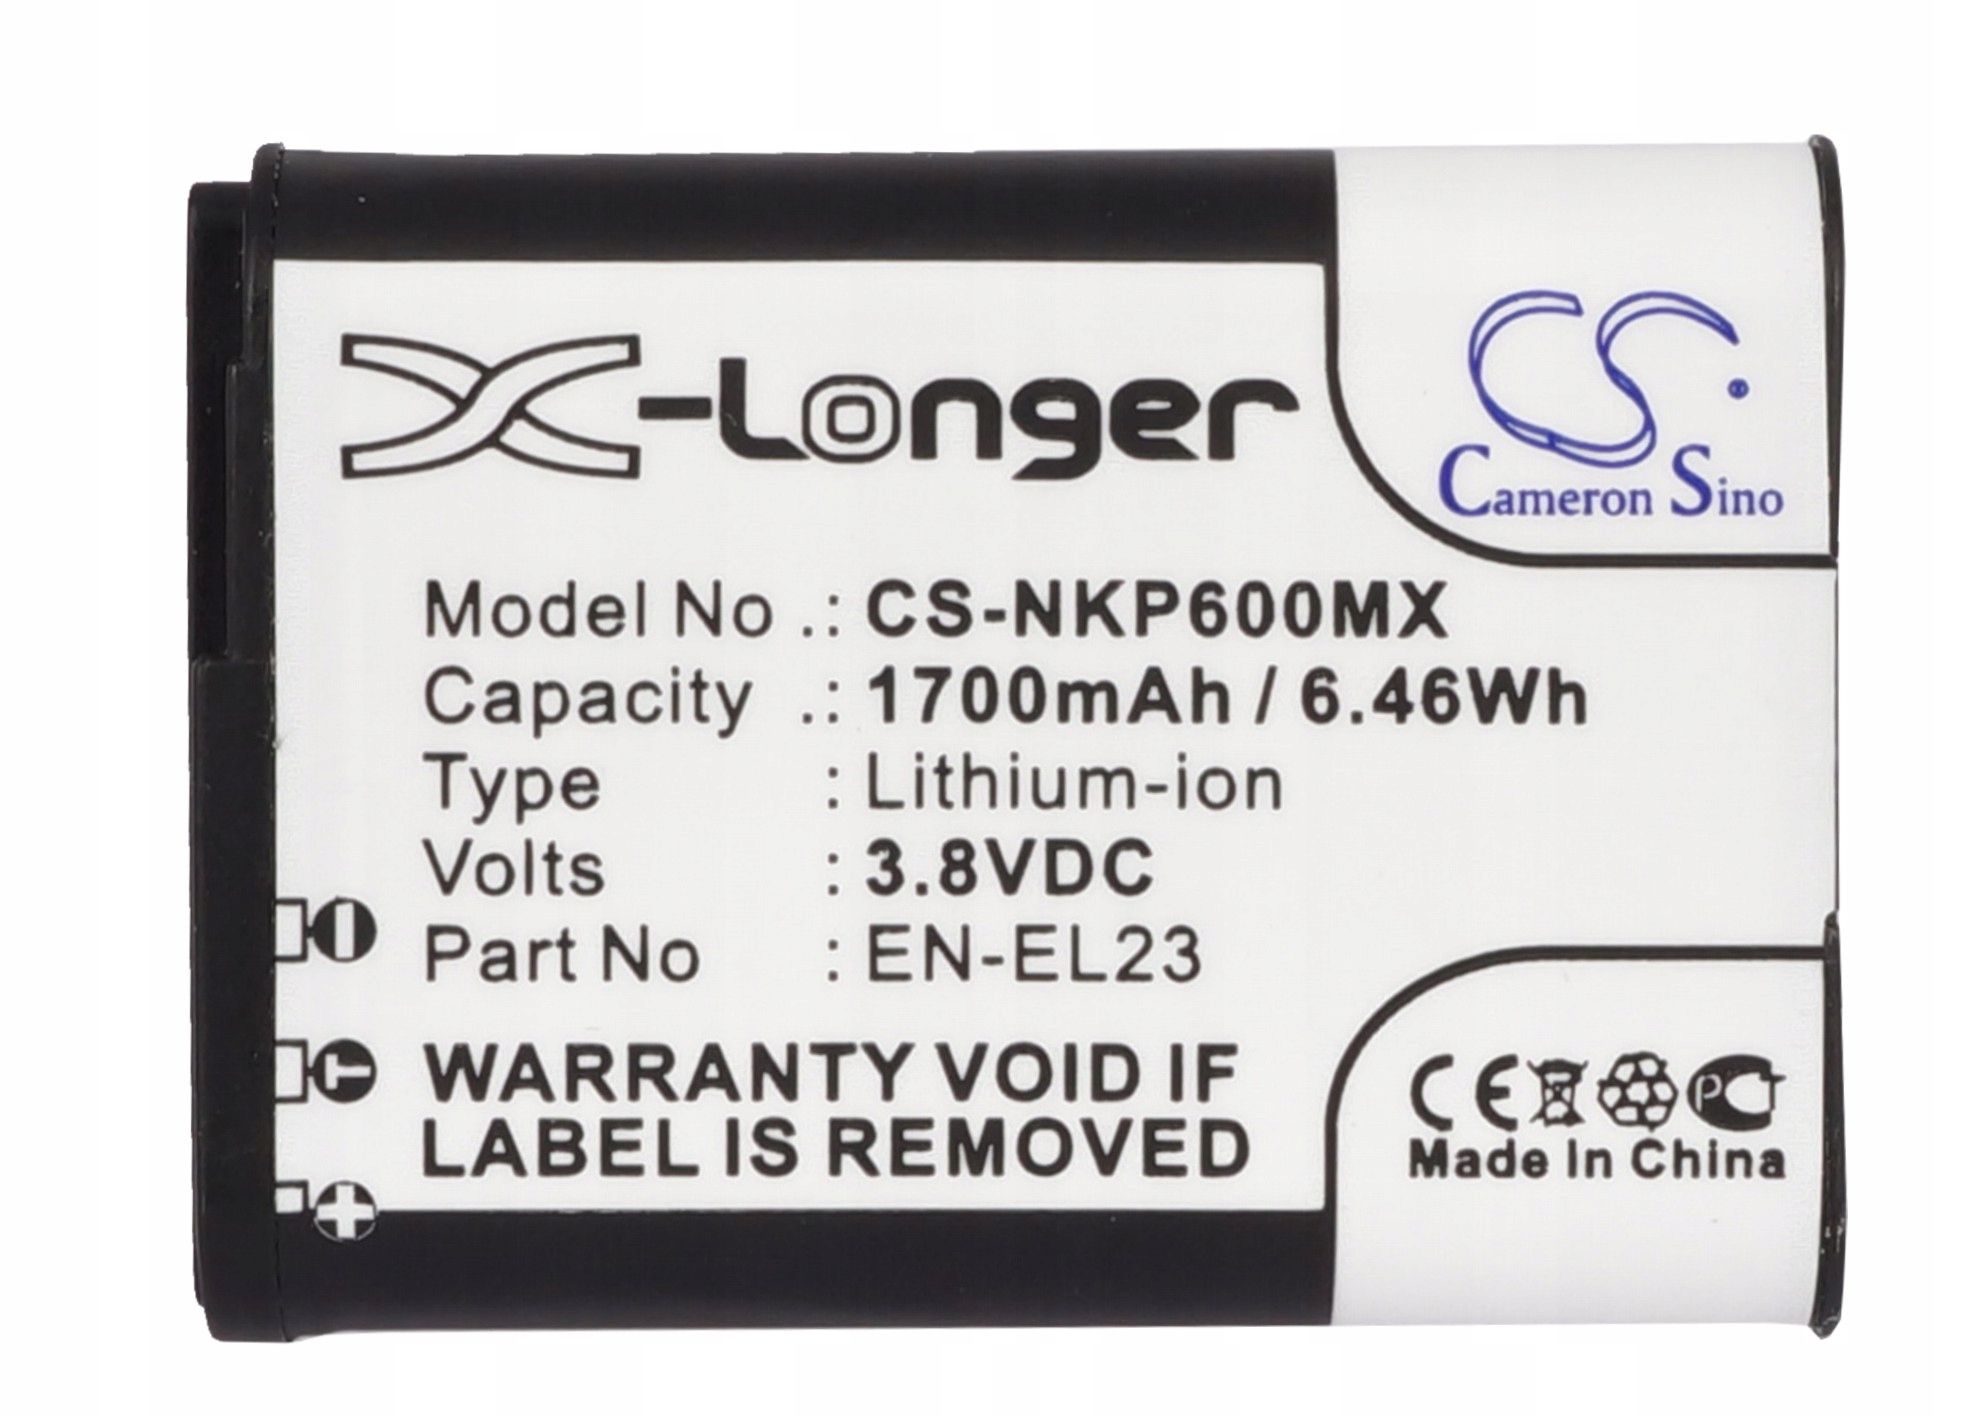 X-Longer
CS
®
Cameron Sino
Model No .: CS-NKP600MX
Capacity .: 1700mAh / 6.46Wh
Type : Lithium-ion
Volts : 3.8VDC
Part No : EN-EL23
WARRANTY VOID IF
LABEL IS REMOVED
CE
Made In China